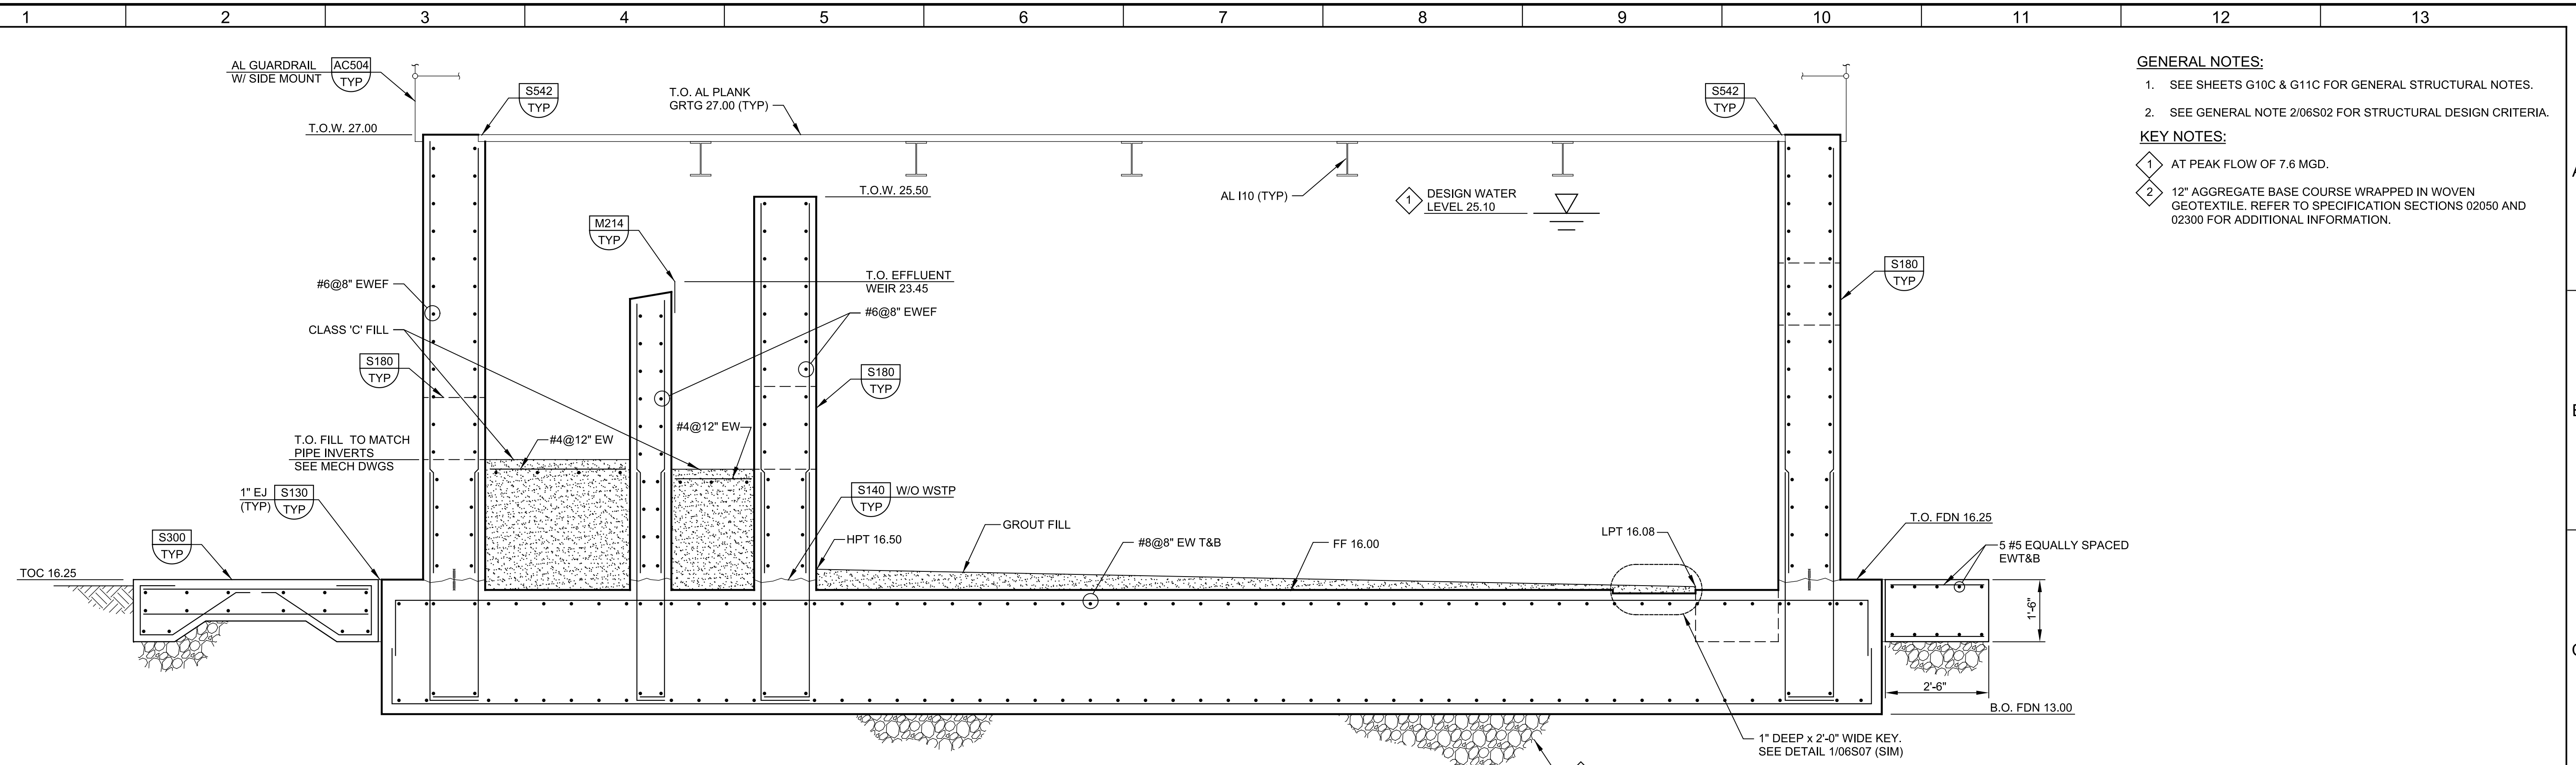 1 2 3 4 5 6 7 8 9 10 11 12 13
AL GUARDRAIL
W/ SIDE MOUNT
AC504
TYP
S542
TYP
T.O. AL PLANK
GRTG 27.00 (TYP)
S542
TYP
T.O.W. 27.00
GENERAL NOTES:
1. SEE SHEETS G10C & G11C FOR GENERAL STRUCTURAL NOTES.
2. SEE GENERAL NOTE 2/06S02 FOR STRUCTURAL DESIGN CRITERIA.
KEY NOTES:
1 AT PEAK FLOW OF 7.6 MGD.
2 12" AGGREGATE BASE COURSE WRAPPED IN WOVEN
GEOTEXTILE. REFER TO SPECIFICATION SECTIONS 02050 AND
02300 FOR ADDITIONAL INFORMATION.
T.O.W. 25.50
AL I10 (TYP)
1 DESIGN WATER
LEVEL 25.10
M214
TYP
T.O. EFFLUENT
WEIR 23.45
#6@8" EWEF
#6@8" EWEF
S180
TYP
CLASS 'C' FILL
S180
TYP
S180
TYP
T.O. FILL TO MATCH
PIPE INVERTS
SEE MECH DWGS
#4@12" EW
#4@12" EW
1" EJ
(TYP)
S130
TYP
S140
TYP
W/O WSTP
GROUT FILL
HPT 16.50
#8@8" EW T&B
FF 16.00
LPT 16.08
T.O. FDN 16.25
5 #5 EQUALLY SPACED
EWT&B
S300
TYP
TOC 16.25
1'-6"
2'-6"
B.O. FDN 13.00
1" DEEP x 2'-0" WIDE KEY.
SEE DETAIL 1/06S07 (SIM)
A